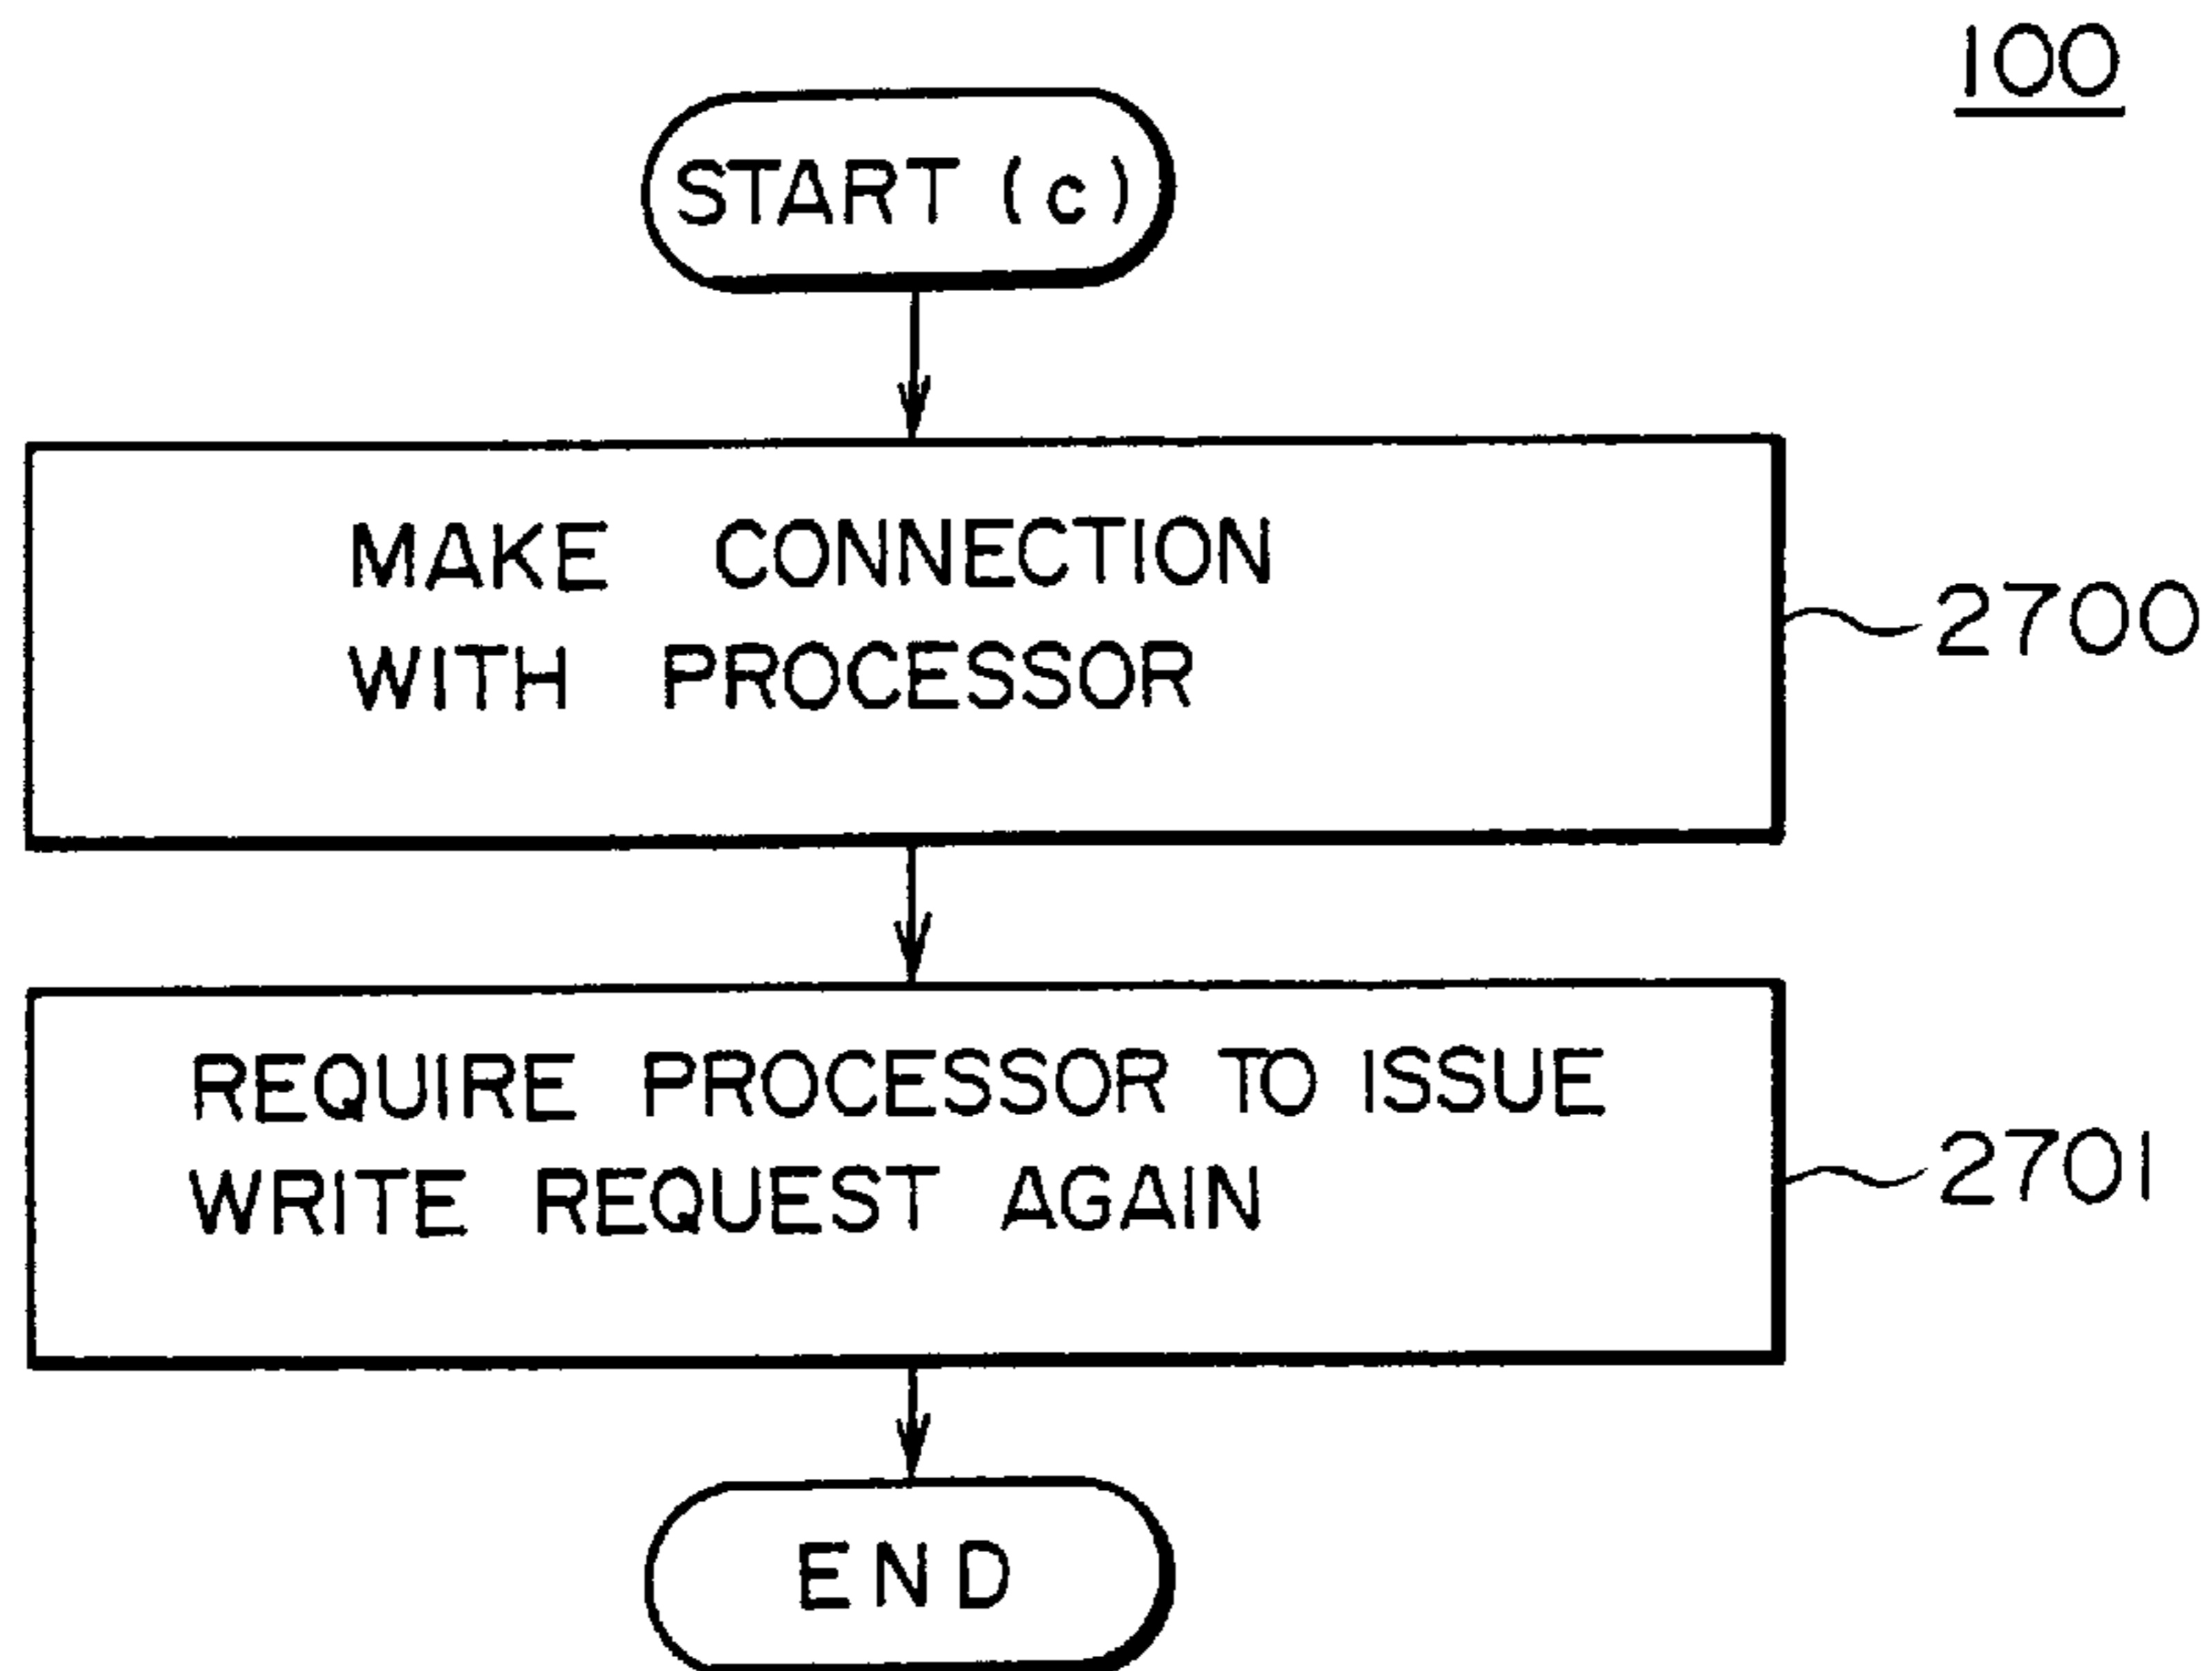 100
START (c)
MAKE CONNECTION
WITH PROCESSOR
2700
REQUIRE PROCESSOR TO ISSUE
WRITE REQUEST AGAIN
2701
END